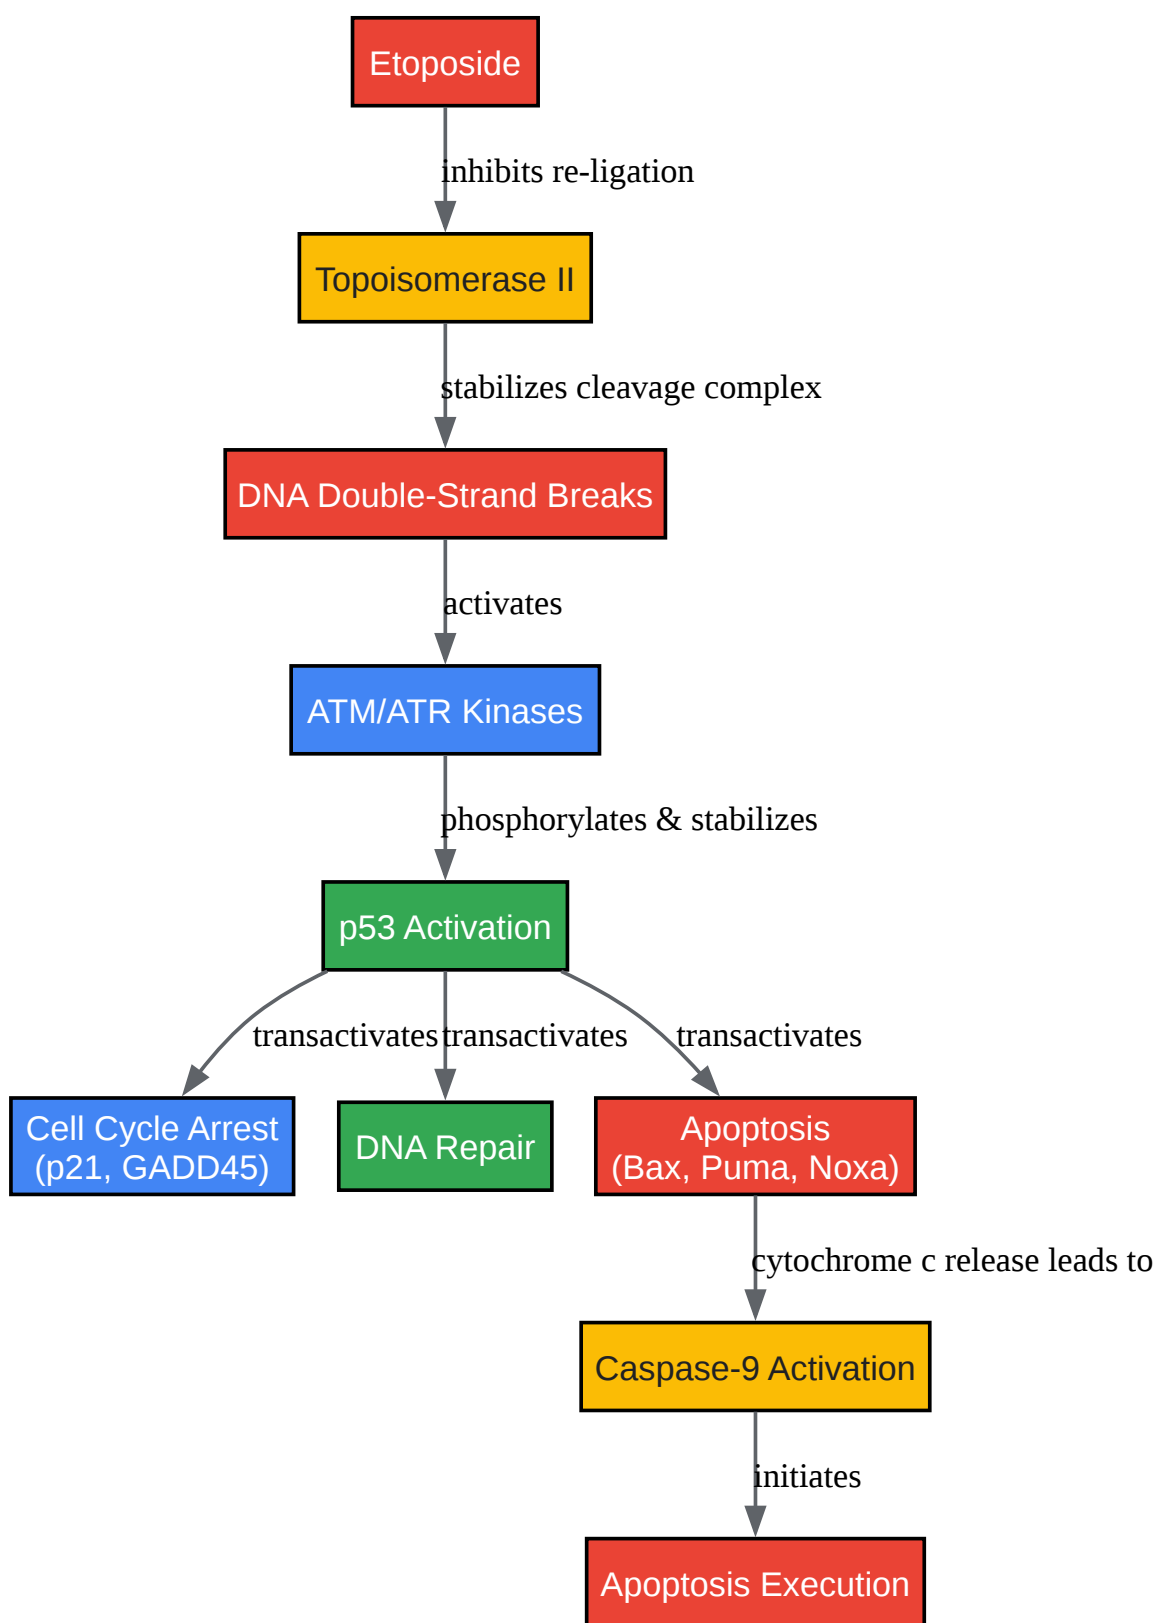 Etoposide
inhibits re-ligation
Topoisomerase II
stabilizes cleavage complex
DNA Double-Strand Breaks
activates
ATM/ATR Kinases
phosphorylates & stabilizes
p53 Activation
transactivates
transactivates
transactivates
Cell Cycle Arrest
(p21, GADD45)
DNA Repair
Apoptosis
(Bax, Puma, Noxa)
cytochrome c release leads to
Caspase-9 Activation
initiates
Apoptosis Execution